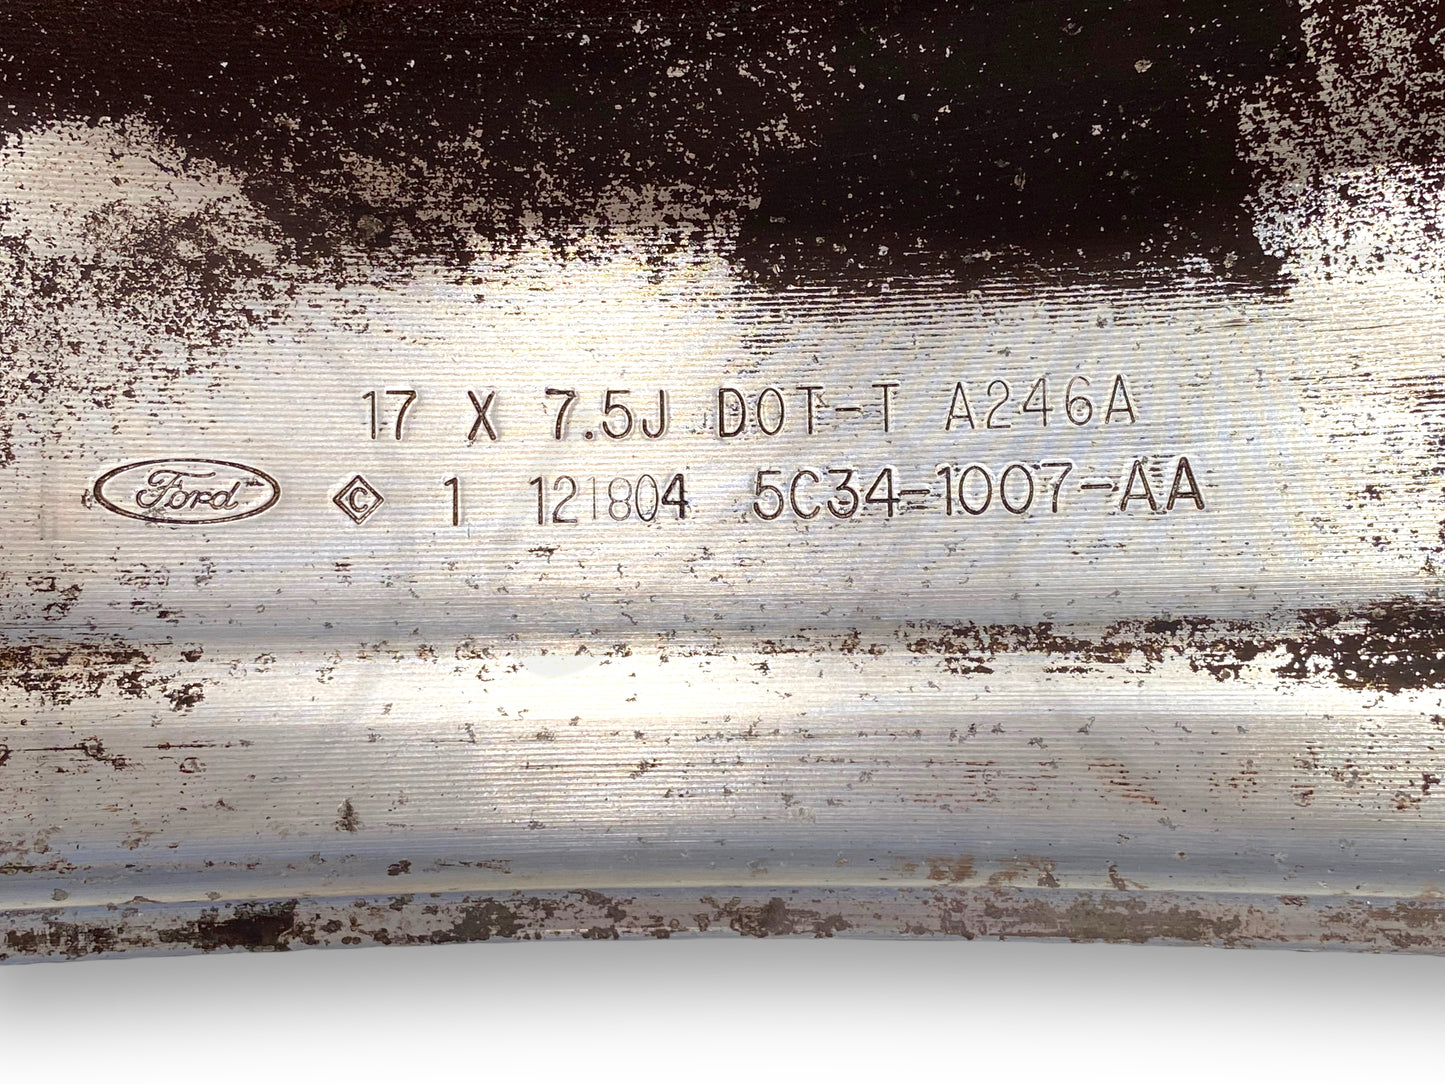 17 X 7.5J DOT-T A246A
Ford C 1 121804 5C34-1007-AA